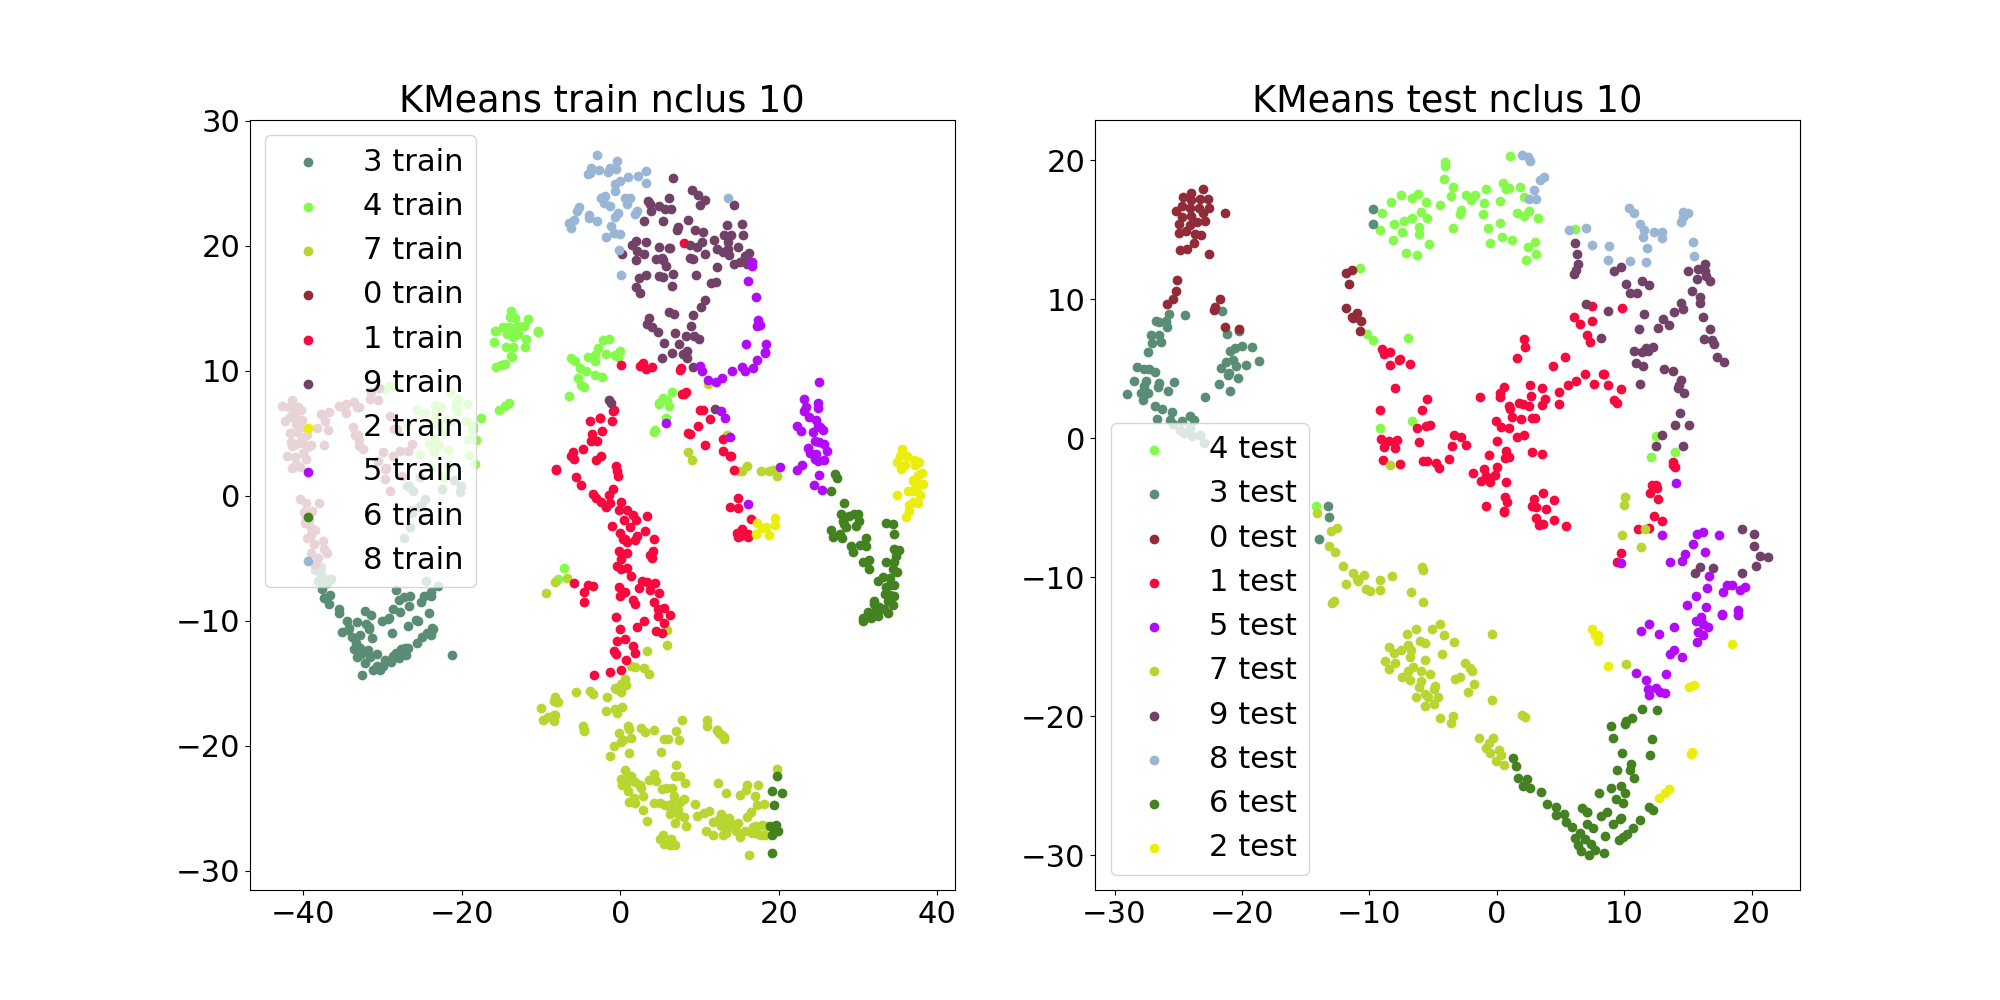 KMeans train nclus 10
30
20
10
0
−10
−20
−30
−40
−20
0
20
40
3 train
4 train
7 train
0 train
1 train
9 train
2 train
5 train
6 train
8 train
KMeans test nclus 10
20
10
0
−10
−20
−30
−30
−20
−10
0
10
20
4 test
3 test
0 test
1 test
5 test
7 test
9 test
8 test
6 test
2 test